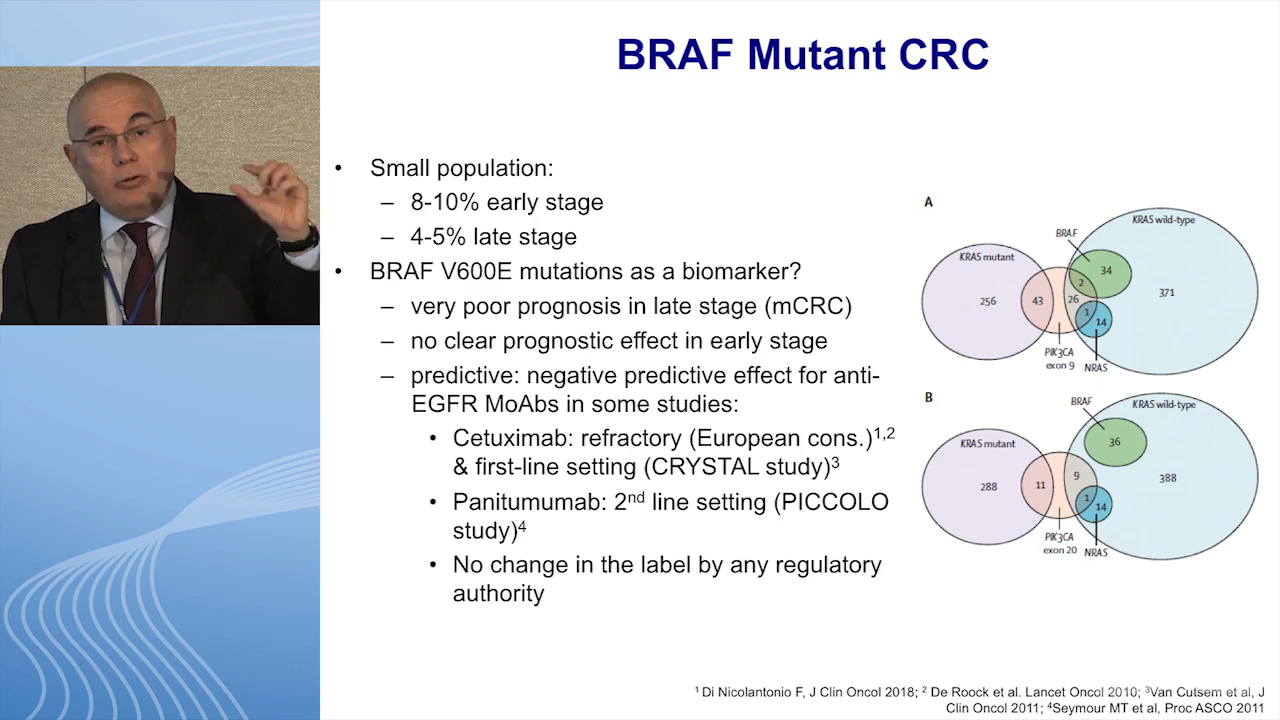 BRAF Mutant CRC
• Small population:
– 8-10% early stage
– 4-5% late stage
• BRAF V600E mutations as a biomarker?
– very poor prognosis in late stage (mCRC)
– no clear prognostic effect in early stage
– predictive: negative predictive effect for anti-
EGFR MoAbs in some studies:
• Cetuximab: refractory (European cons.)1,2
& first-line setting (CRYSTAL study)3
• Panitumumab: 2nd line setting (PICCOLO
study)4
• No change in the label by any regulatory
authority
A
KRAS wild-type
BRAF
KRAS mutant
34
2
371
256
43
26
1
14
PIK3CA
exon 9
NRAS
B
BRAF
KRAS wild-type
KRAS mutant
36
288
11
9
388
1
14
PIK3CA
exon 20
NRAS
1 Di Nicolantonio F, J Clin Oncol 2018; 2 De Roock et al. Lancet Oncol 2010; 3Van Cutsem et al, J
Clin Oncol 2011; 4Seymour MT et al, Proc ASCO 2011